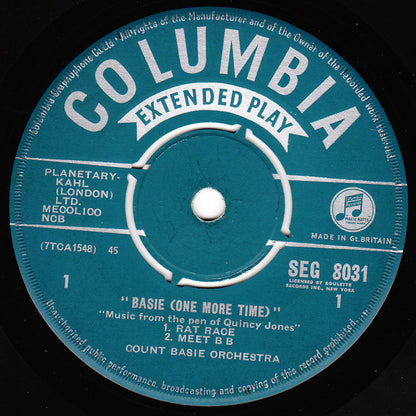 All rights of the Manufacturer and of the Owner of the recorded work reserved.
Columbia Graphophone Co. Ltd.
COLUMBIA
EXTENDED PLAY
PLANETARY-
KAHL
(LONDON)
LTD.
MECOLICO
NCB
MADE IN GT. BRITAIN
(7TCA1548) 45
SEG 8031
LICENSED BY ROULETTE
RECORDS INC., NEW YORK
1
1
"BASIE (ONE MORE TIME)"
"Music from the pen of Quincy Jones"
1. RAT RACE
2. MEET B B
COUNT BASIE ORCHESTRA
Unauthorised public performance, broadcasting and copying of this record prohibited.